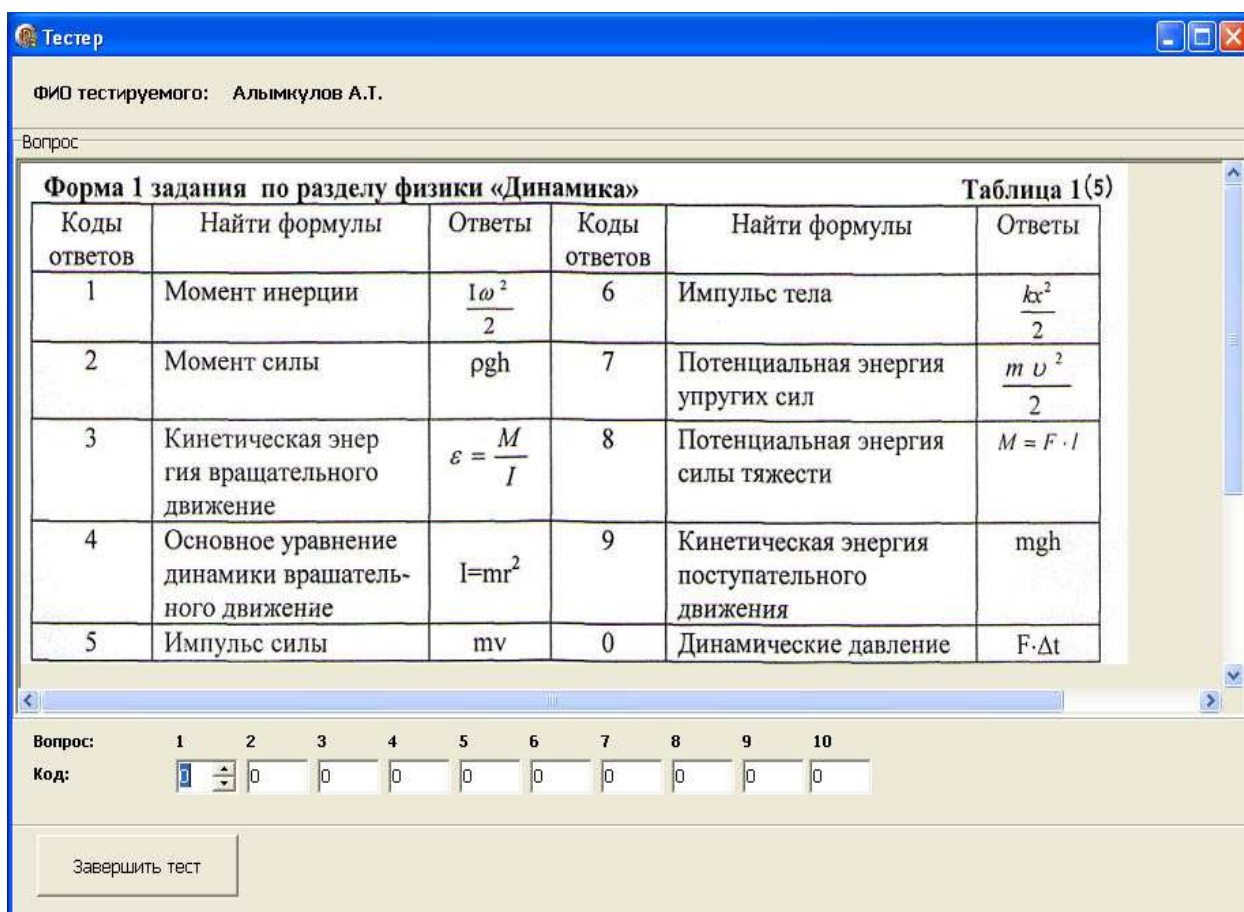 Тестер
ФИО тестируемого: Алымкулов А.Т.
Вопрос
Форма 1 задания по разделу физики «Динамика» Таблица 1(5)
Коды ответов Найти формулы Ответы Коды ответов Найти формулы Ответы
1 Момент инерции Iω²/2 6 Импульс тела kx²/2
2 Момент силы ρgh 7 Потенциальная энергия упругих сил m υ²/2
3 Кинетическая энер гия вращательного движение ε = M/I 8 Потенциальная энергия силы тяжести M = F · l
4 Основное уравнение динамики врашатель- ного движение I=mr² 9 Кинетическая энергия поступательного движения mgh
5 Импульс силы mv 0 Динамические давление F·Δt
Вопрос: 1 2 3 4 5 6 7 8 9 10
Код: 0 0 0 0 0 0 0 0 0 0
Завершить тест